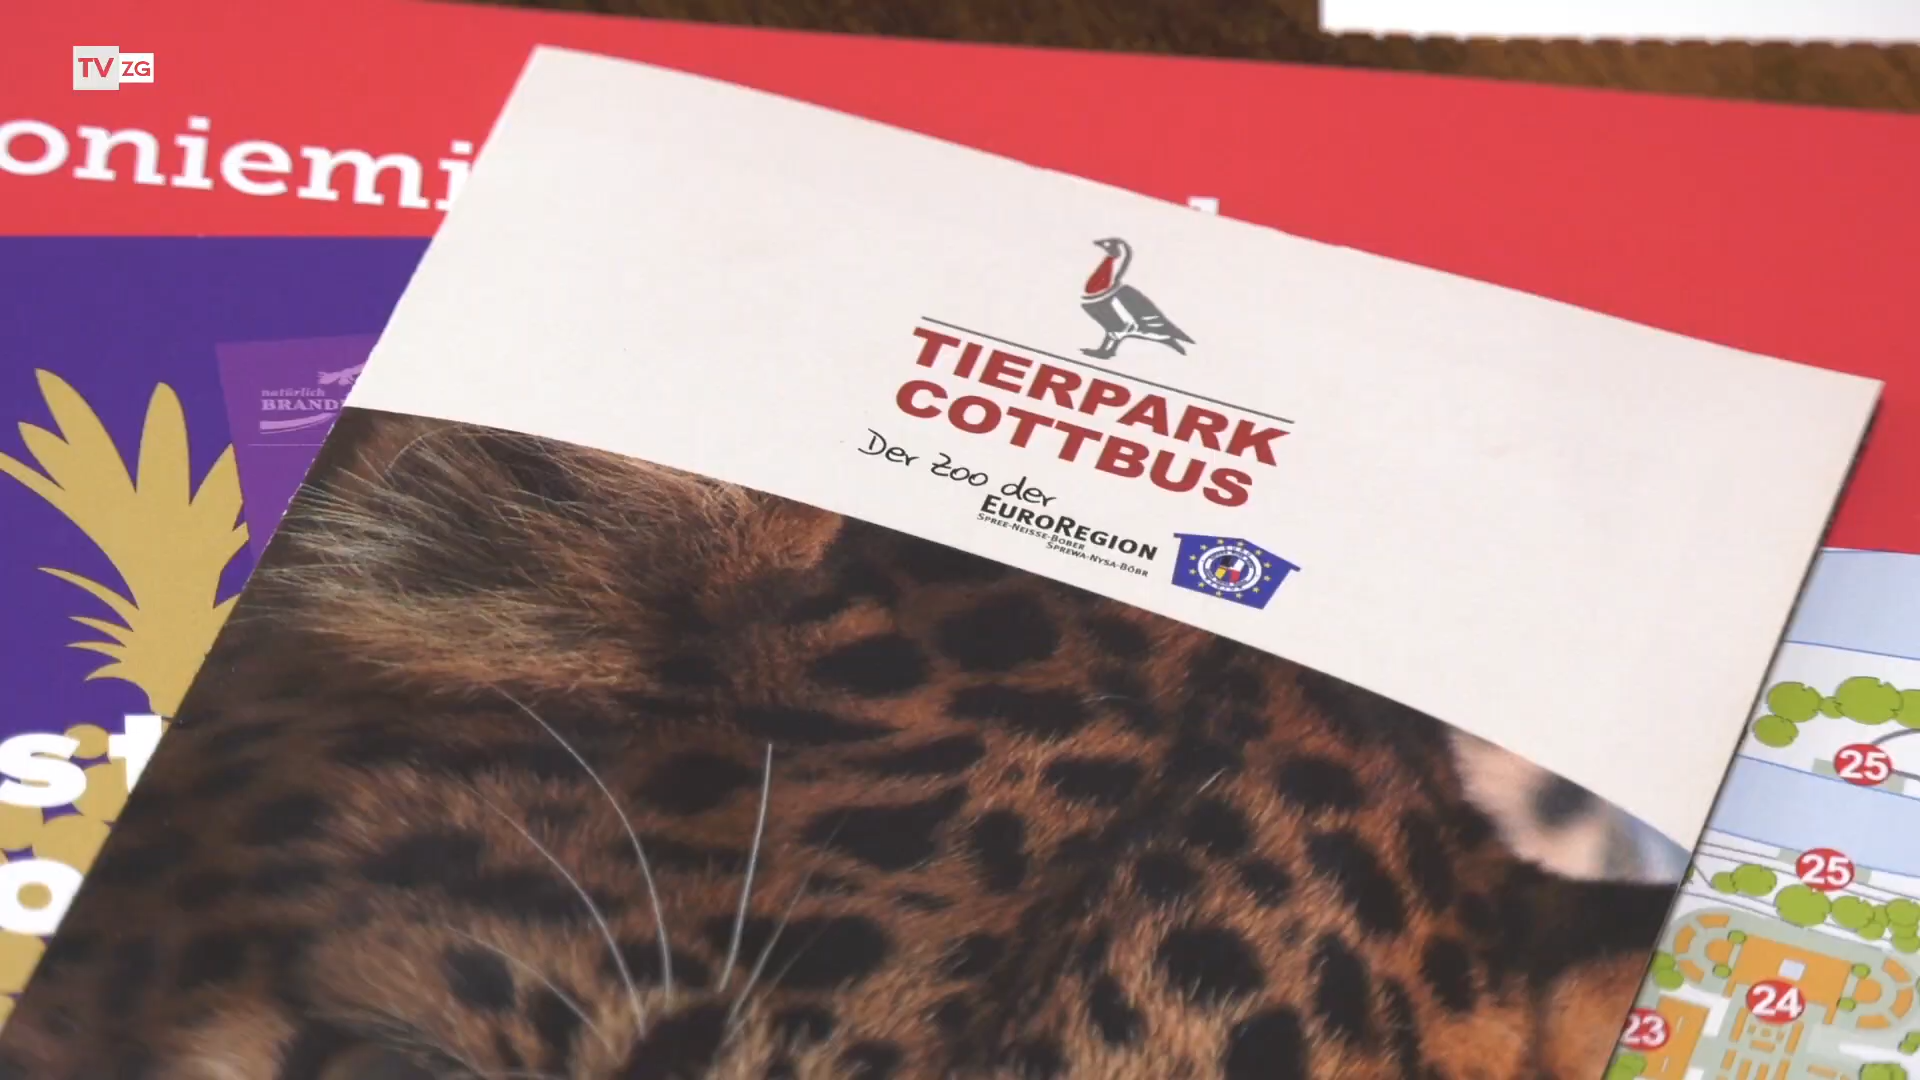 TV ZG
oniemi
natürlich
TIERPARK
COTTBUS
Der Zoo der
EUROREGION
SPREE-NEISSE-BOBER
SPREWA-NYSA-BÓBR
st
25
25
24
23